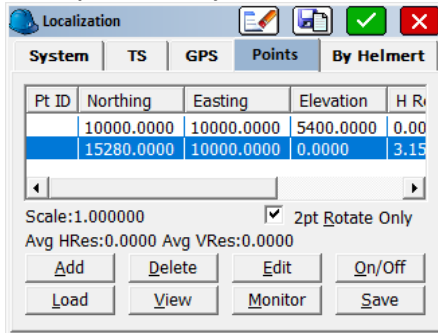 Localization
System TS GPS Points By Helmert
Pt ID Northing Easting Elevation H Re
10000.0000 10000.0000 5400.0000 0.00
15280.0000 10000.0000 0.0000 3.15
Scale:1.000000 2pt Rotate Only
Avg HRes:0.0000 Avg VRes:0.0000
Add Delete Edit On/Off
Load View Monitor Save